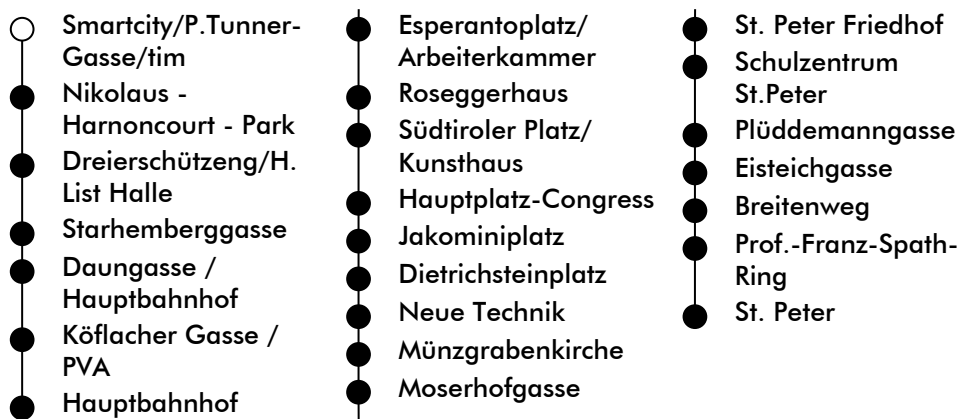 Smartcity/P.Tunner-
Gasse/tim
Nikolaus -
Harnoncourt - Park
Dreierschützeng/H.
List Halle
Starhemberggasse
Daungasse /
Hauptbahnhof
Köflacher Gasse /
PVA
Hauptbahnhof
Esperantoplatz/
Arbeiterkammer
Roseggerhaus
Südtiroler Platz/
Kunsthaus
Hauptplatz-Congress
Jakominiplatz
Dietrichsteinplatz
Neue Technik
Münzgrabenkirche
Moserhofgasse
St. Peter Friedhof
Schulzentrum
St.Peter
Plüddemanngasse
Eisteichgasse
Breitenweg
Prof.-Franz-Spath-
Ring
St. Peter